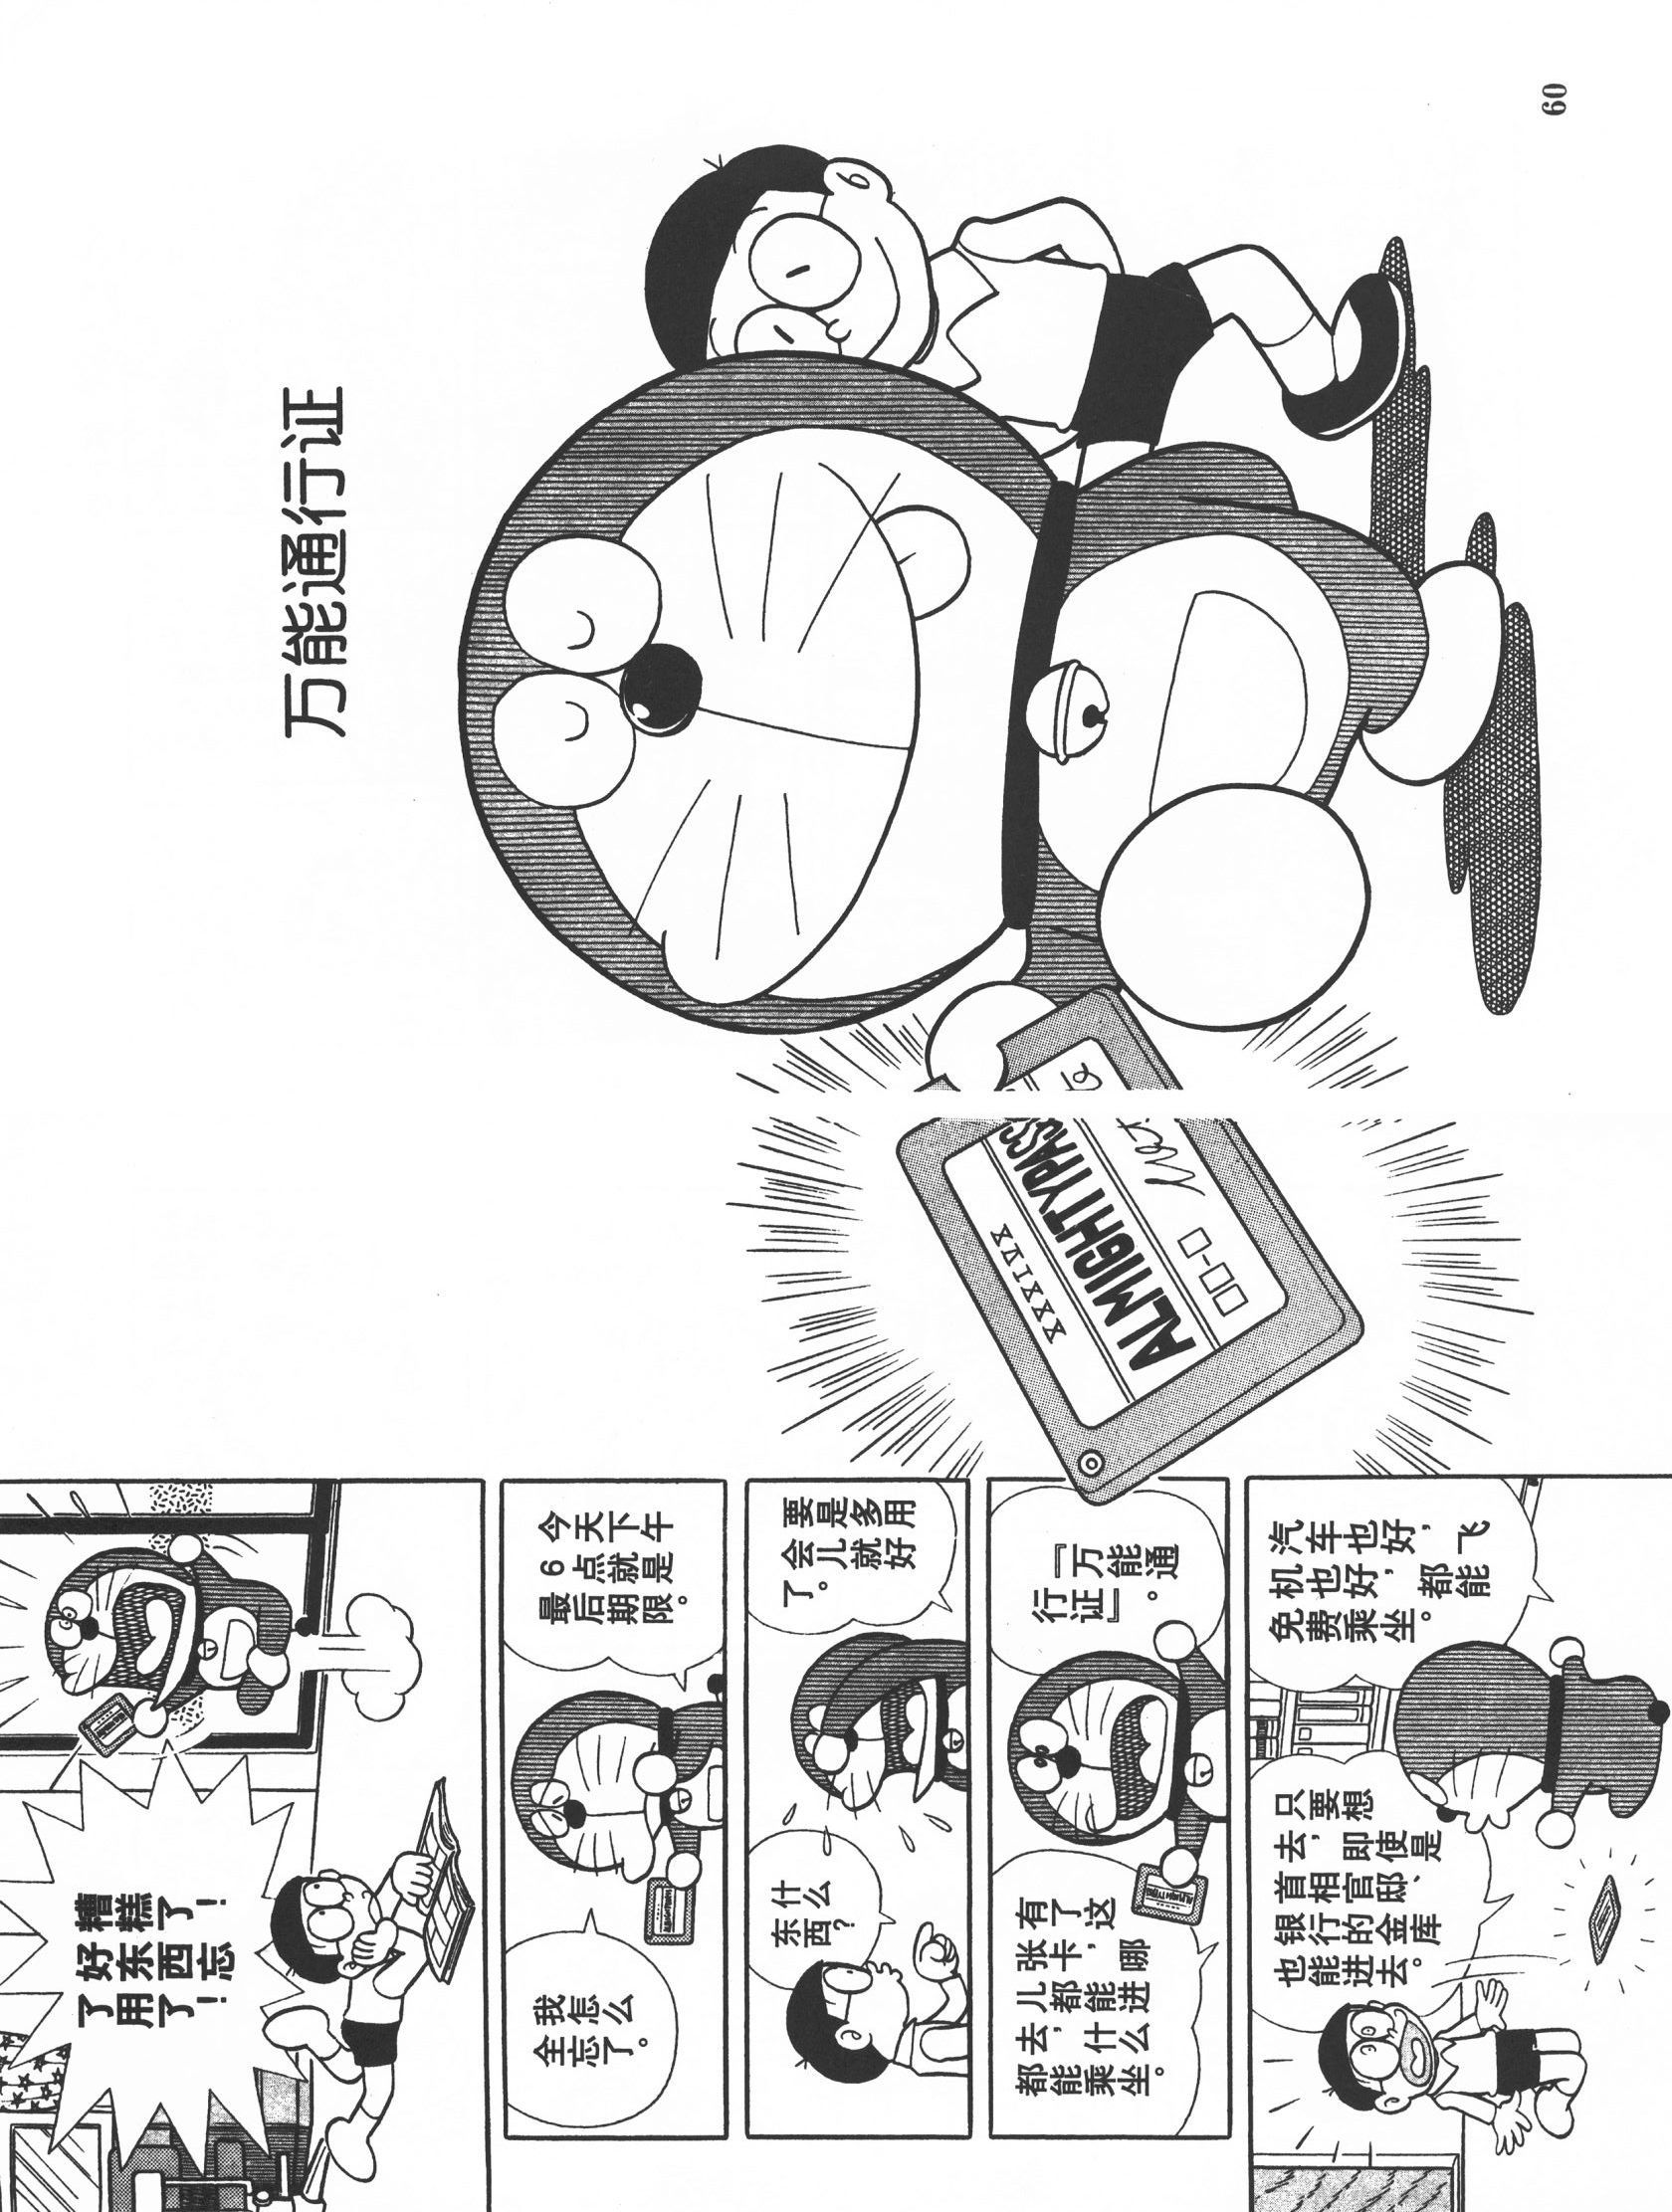 60
万能通行证
XXXIVX
ALMIGHTYPASS
糟糕了！
好东西忘
了用了！
今天下午
6点就是
最后期限。
我怎么
全忘了。
要是多用
会儿就好
了。
什么
东西？
『万能通
行证』。
有了这
张卡，哪
儿都能进
去，什么
都能乘坐。
汽车也好，飞
机也好，都能
免费乘坐。
只要想
去，即使是
首相官邸、
银行的金库
也能进去。